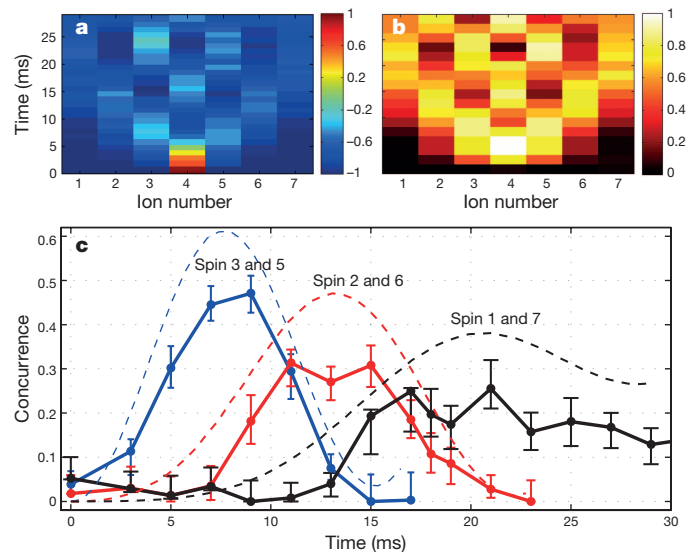 a
Time (ms)
25
20
15
10
5
0
1 2 3 4 5 6 7
Ion number
1
0.6
0.2
−0.2
−0.6
−1
b
1 2 3 4 5 6 7
Ion number
1
0.8
0.6
0.4
0.2
0
c
Concurrence
0.6
0.5
0.4
0.3
0.2
0.1
0
Spin 3 and 5
Spin 2 and 6
Spin 1 and 7
0 5 10 15 20 25 30
Time (ms)